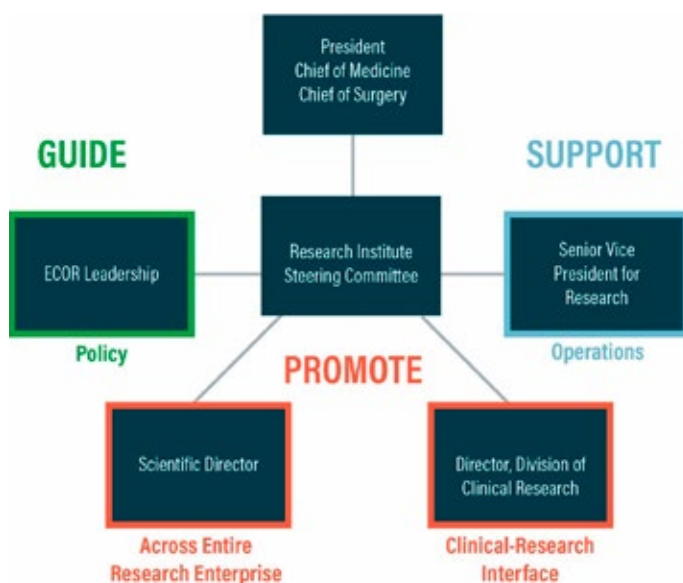 President
Chief of Medicine
Chief of Surgery
GUIDE
SUPPORT
ECOR Leadership
Research Institute
Steering Committee
Senior Vice
President for
Research
Policy
Operations
PROMOTE
Scientific Director
Director, Division of
Clinical Research
Across Entire
Research Enterprise
Clinical-Research
Interface